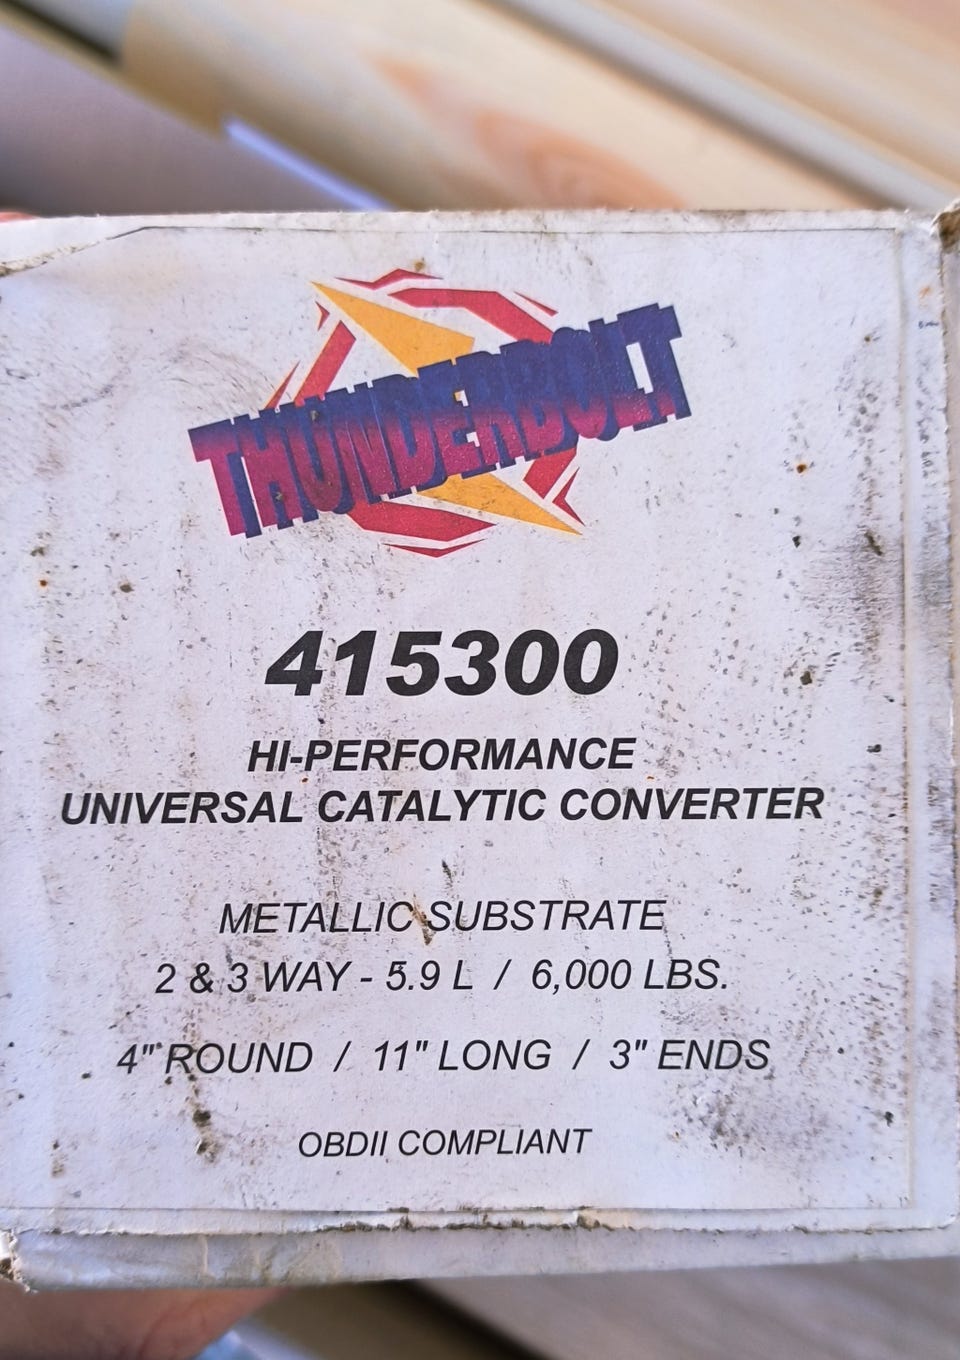 THUNDERBOLT
415300
HI-PERFORMANCE
UNIVERSAL CATALYTIC CONVERTER
METALLIC SUBSTRATE
2 & 3 WAY - 5.9 L / 6,000 LBS.
4" ROUND / 11" LONG / 3" ENDS
OBDII COMPLIANT